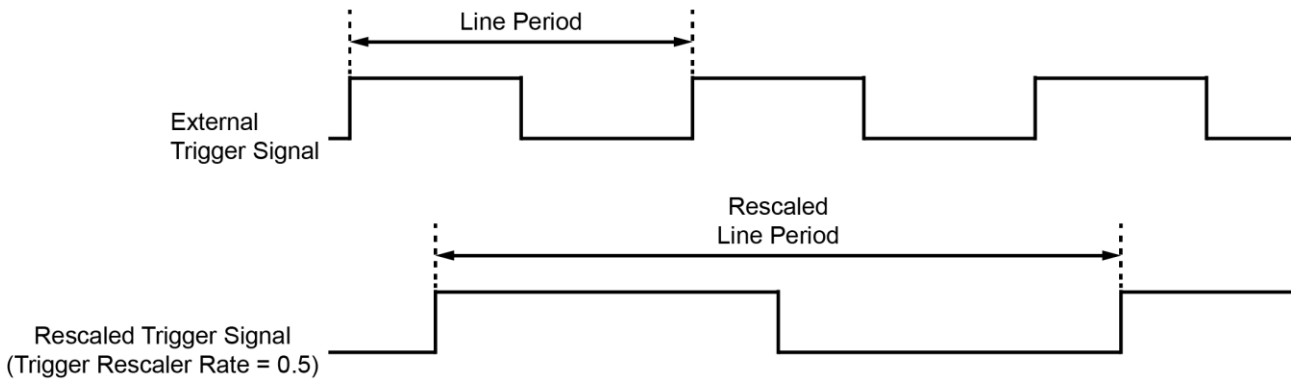 Line Period
External
Trigger Signal
Rescaled
Line Period
Rescaled Trigger Signal
(Trigger Rescaler Rate = 0.5)